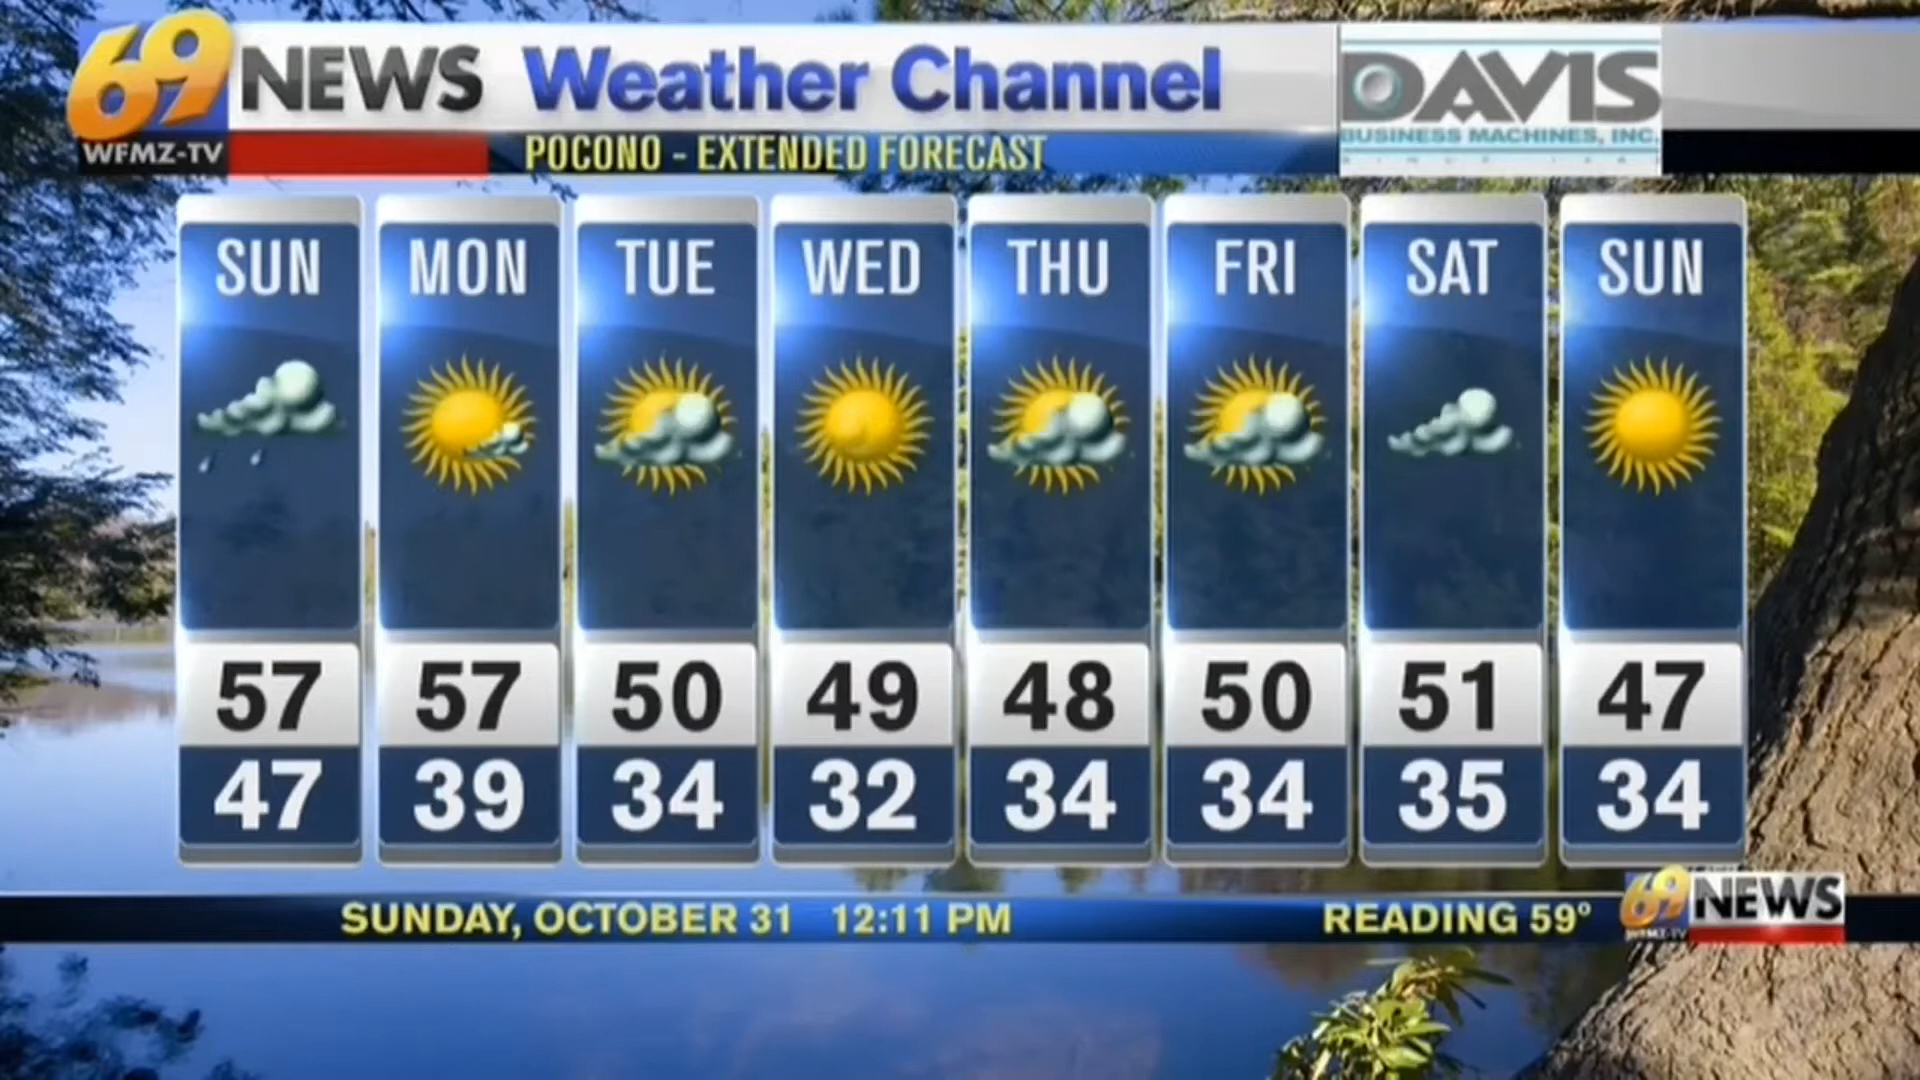 69 NEWS Weather Channel
WFMZ-TV
POCONO - EXTENDED FORECAST
DAVIS
BUSINESS MACHINES, INC.
SUN MON TUE WED THU FRI SAT SUN
57 57 50 49 48 50 51 47
47 39 34 32 34 34 35 34
SUNDAY, OCTOBER 31 12:11 PM READING 59°
69 NEWS
WFMZ-TV